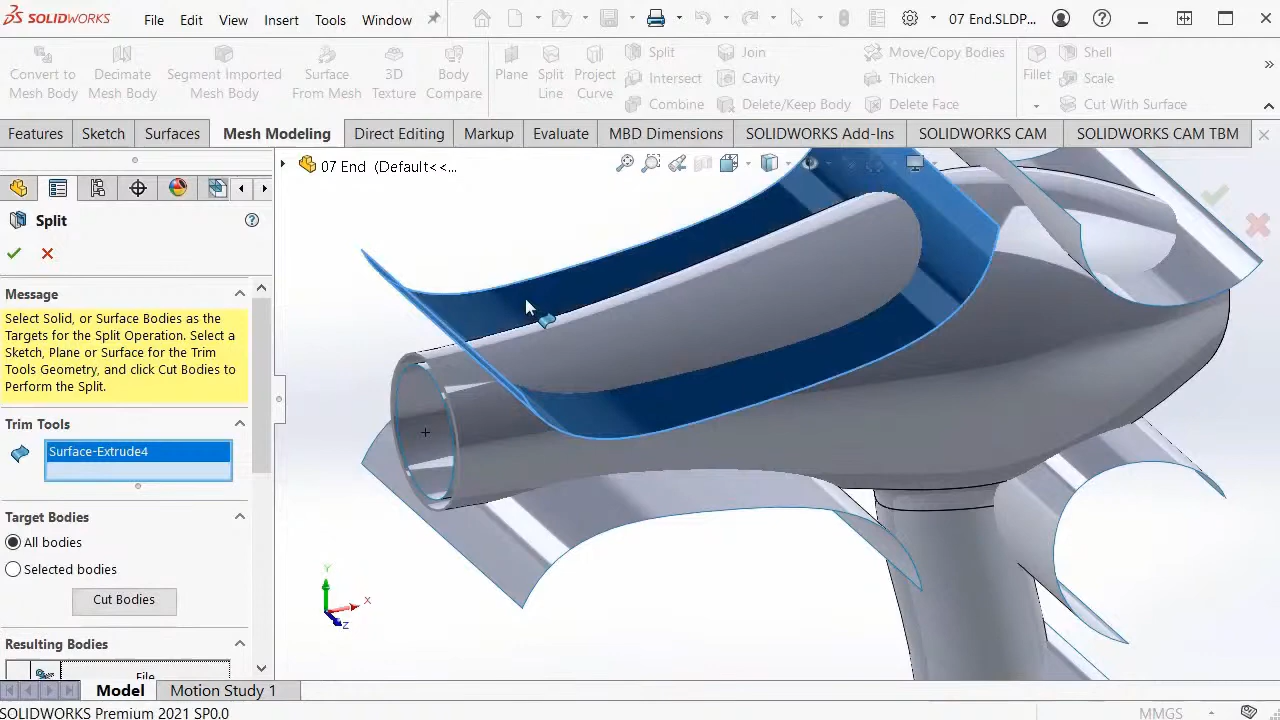 SOLIDWORKS File Edit View Insert Tools Window 07 End.SLDP...
Convert to Mesh Body
Decimate Mesh Body
Segment Imported Mesh Body
Surface From Mesh
3D Texture
Body Compare
Plane
Split Line
Project Curve
Split
Intersect
Combine
Join
Cavity
Delete/Keep Body
Move/Copy Bodies
Thicken
Delete Face
Fillet
Shell
Scale
Cut With Surface
Features Sketch Surfaces Mesh Modeling Direct Editing Markup Evaluate MBD Dimensions SOLIDWORKS Add-Ins SOLIDWORKS CAM SOLIDWORKS CAM TBM
07 End (Default<<...
Split
Message
Select Solid, or Surface Bodies as the
Targets for the Split Operation. Select a
Sketch, Plane or Surface for the Trim
Tools Geometry, and click Cut Bodies to
Perform the Split.
Trim Tools
Surface-Extrude4
Target Bodies
All bodies
Selected bodies
Cut Bodies
Resulting Bodies
File
Y
X
Z
Model Motion Study 1
SOLIDWORKS Premium 2021 SP0.0 MMGS